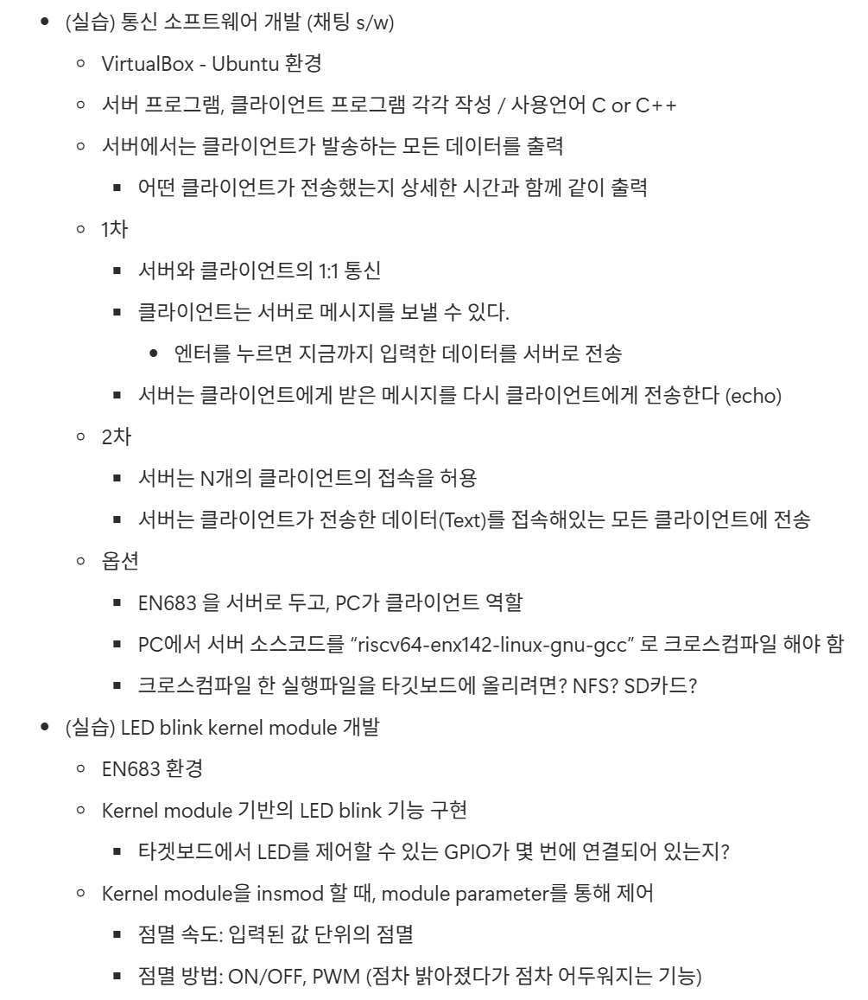 (실습) 통신 소프트웨어 개발 (채팅 s/w)
VirtualBox - Ubuntu 환경
서버 프로그램, 클라이언트 프로그램 각각 작성 / 사용언어 C or C++
서버에서는 클라이언트가 발송하는 모든 데이터를 출력
어떤 클라이언트가 전송했는지 상세한 시간과 함께 같이 출력
1차
서버와 클라이언트의 1:1 통신
클라이언트는 서버로 메시지를 보낼 수 있다.
엔터를 누르면 지금까지 입력한 데이터를 서버로 전송
서버는 클라이언트에게 받은 메시지를 다시 클라이언트에게 전송한다 (echo)
2차
서버는 N개의 클라이언트의 접속을 허용
서버는 클라이언트가 전송한 데이터(Text)를 접속해있는 모든 클라이언트에 전송
옵션
EN683 을 서버로 두고, PC가 클라이언트 역할
PC에서 서버 소스코드를 “riscv64-enx142-linux-gnu-gcc” 로 크로스컴파일 해야 함
크로스컴파일 한 실행파일을 타깃보드에 올리려면? NFS? SD카드?
(실습) LED blink kernel module 개발
EN683 환경
Kernel module 기반의 LED blink 기능 구현
타겟보드에서 LED를 제어할 수 있는 GPIO가 몇 번에 연결되어 있는지?
Kernel module을 insmod 할 때, module parameter를 통해 제어
점멸 속도: 입력된 값 단위의 점멸
점멸 방법: ON/OFF, PWM (점차 밝아졌다가 점차 어두워지는 기능)